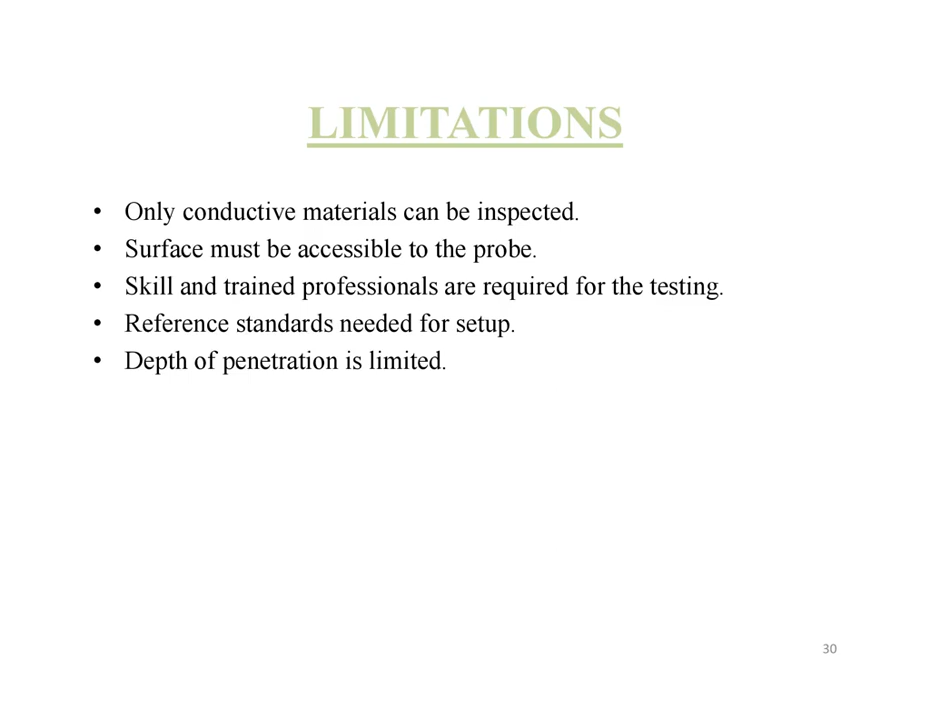 LIMITATIONS
• Only conductive materials can be inspected.
• Surface must be accessible to the probe.
• Skill and trained professionals are required for the testing.
• Reference standards needed for setup.
• Depth of penetration is limited.
30